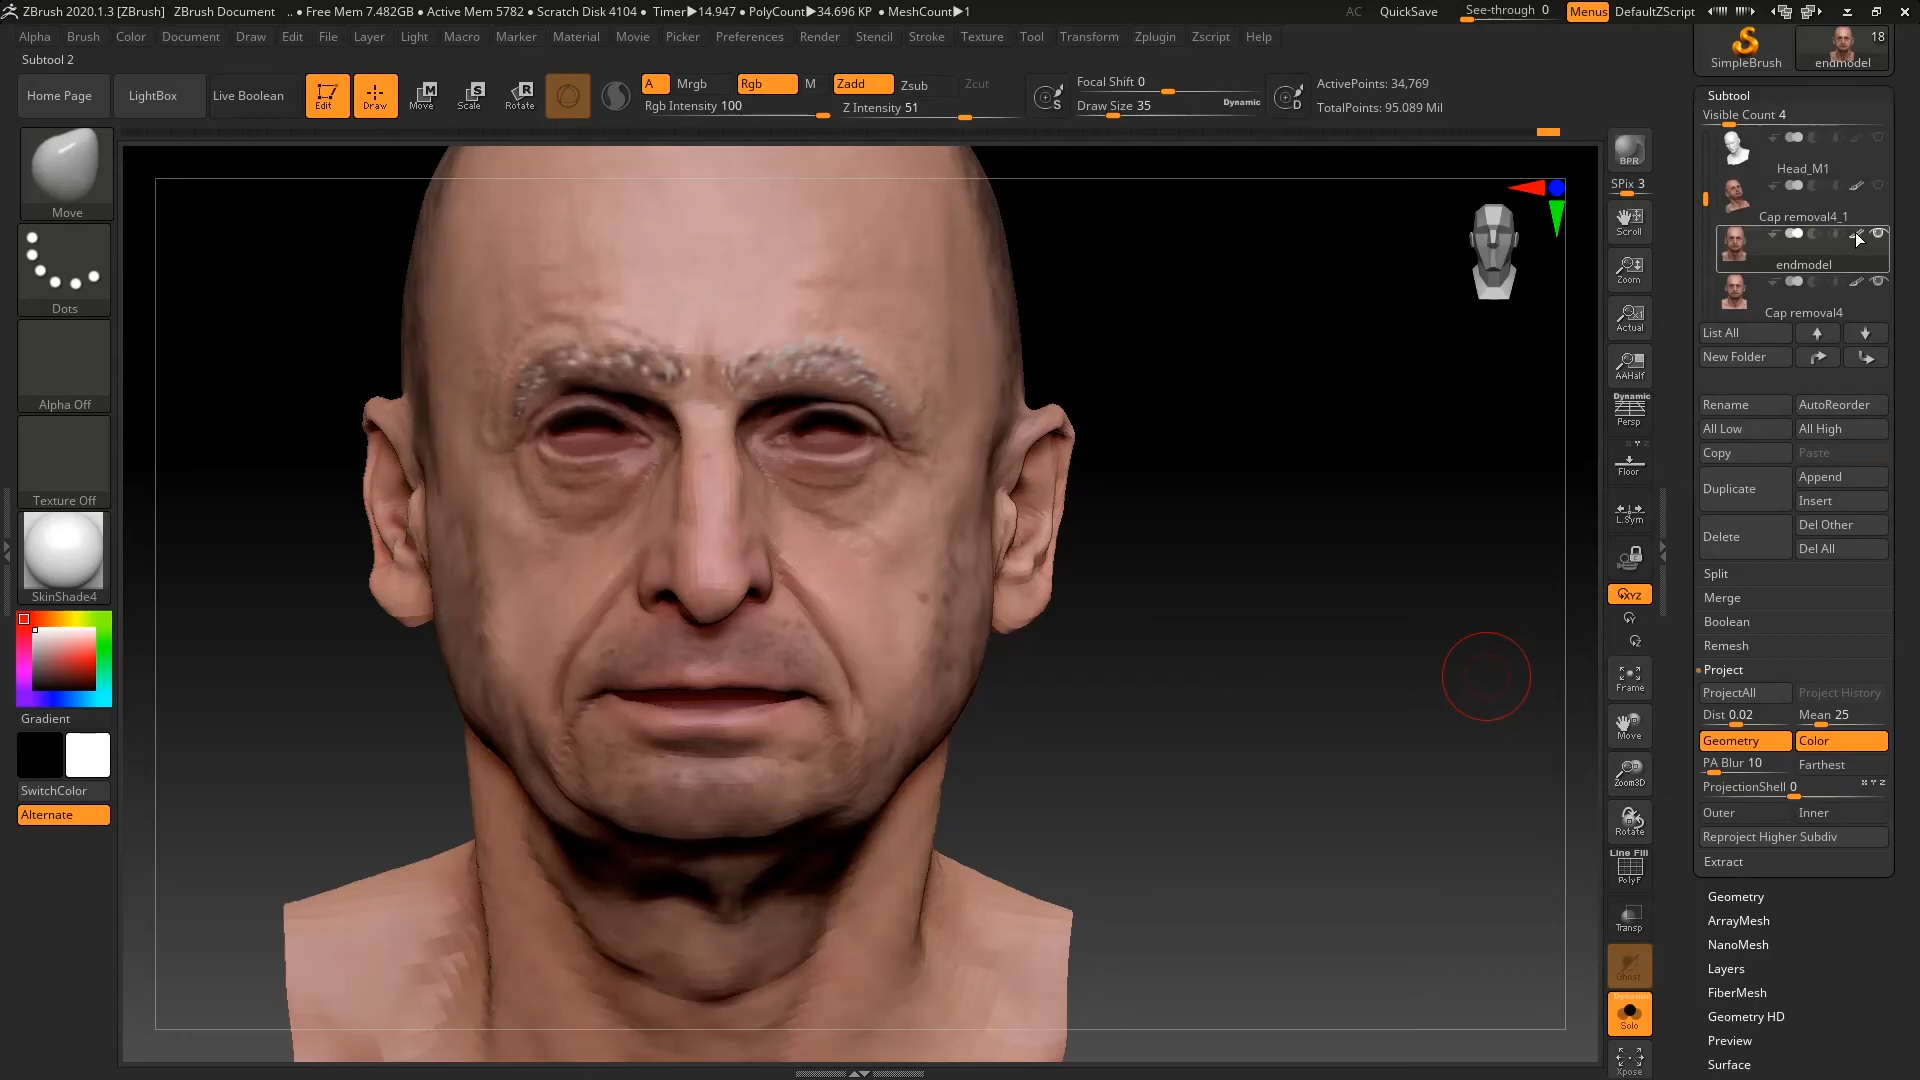 ZBrush 2020.1.3 [ZBrush] ZBrush Document .. • Free Mem 7.482GB • Active Mem 5782 • Scratch Disk 4104 • Timer▶14.947 • PolyCount▶34.696 KP • MeshCount▶1 AC QuickSave See-through 0 Menus DefaultZScript
Alpha Brush Color Document Draw Edit File Layer Light Macro Marker Material Movie Picker Preferences Render Stencil Stroke Texture Tool Transform Zplugin Zscript Help
Subtool 2
Home Page LightBox Live Boolean Edit Draw Move Scale Rotate
A Mrgb Rgb M Zadd Zsub Zcut
Rgb Intensity 100 Z Intensity 51
Focal Shift 0
Draw Size 35 Dynamic
ActivePoints: 34,769
TotalPoints: 95.089 Mil
Move
Dots
Alpha Off
Texture Off
SkinShade4
Gradient
SwitchColor
Alternate
BPR
SPix 3
Scroll
Zoom
Actual
AAHalf
Dynamic
Persp
Floor
L.Sym
XYZ
Frame
Move
Zoom3D
Rotate
Line Fill
PolyF
Transp
Ghost
Dynamic
Solo
Xpose
SimpleBrush
18
endmodel
Subtool
Visible Count 4
Head_M1
Cap removal4_1
endmodel
Cap removal4
List All
New Folder
Rename AutoReorder
All Low All High
Copy Paste
Duplicate Append
Insert
Delete Del Other
Del All
Split
Merge
Boolean
Remesh
Project
ProjectAll Project History
Dist 0.02 Mean 25
Geometry Color
PA Blur 10 Farthest
ProjectionShell 0
Outer Inner
Reproject Higher Subdiv
Extract
Geometry
ArrayMesh
NanoMesh
Layers
FiberMesh
Geometry HD
Preview
Surface